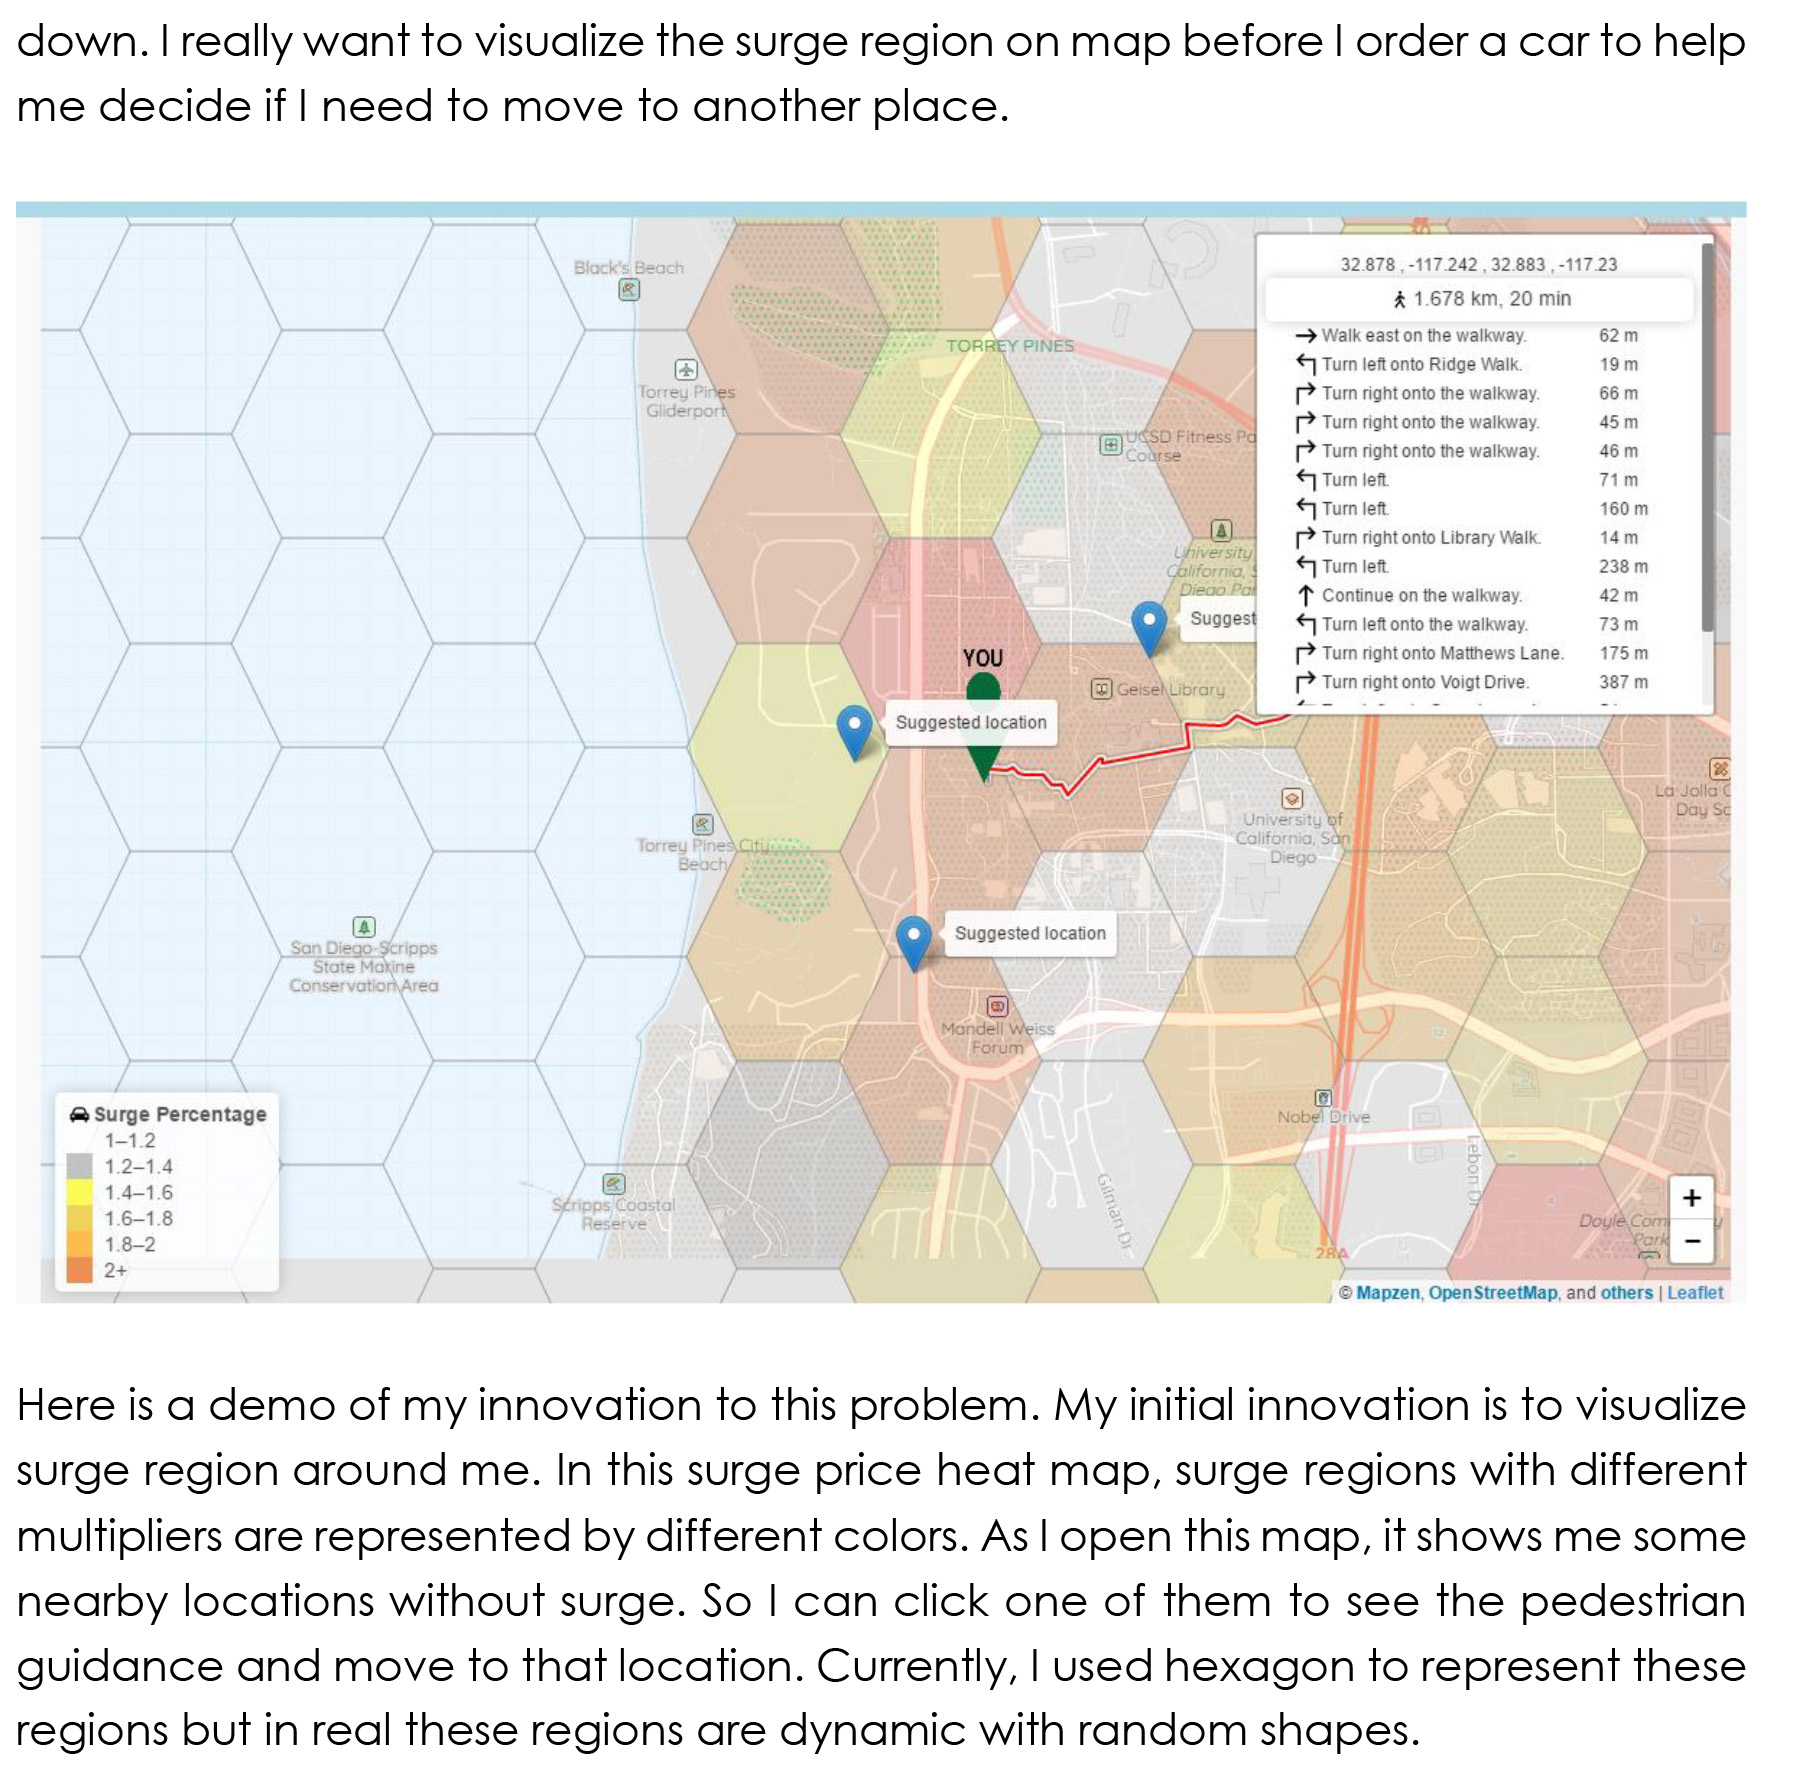 down. I really want to visualize the surge region on map before I order a car to help
me decide if I need to move to another place.
Black's Beach
TORREY PINES
Torrey Pines
Gliderport
UCSD Fitness Pa
Course
University
California, S
Diego Par
Suggest
32.878 , -117.242 , 32.883 , -117.23
1.678 km, 20 min
Walk east on the walkway. 62 m
Turn left onto Ridge Walk. 19 m
Turn right onto the walkway. 66 m
Turn right onto the walkway. 45 m
Turn right onto the walkway. 46 m
Turn left. 71 m
Turn left. 160 m
Turn right onto Library Walk. 14 m
Turn left. 238 m
Continue on the walkway. 42 m
Turn left onto the walkway. 73 m
Turn right onto Matthews Lane. 175 m
Turn right onto Voigt Drive. 387 m
YOU
Geisel Library
Suggested location
Torrey Pines City
Beach
University of
California, San
Diego
La Jolla C
Day Sc
Suggested location
San Diego-Scripps
State Marine
Conservation Area
Mandell Weiss
Forum
Nobel Drive
Lebon Dr
Gilman Dr
Scripps Coastal
Reserve
28A
Doyle Com
y
Park
Surge Percentage
1–1.2
1.2–1.4
1.4–1.6
1.6–1.8
1.8–2
2+
+
−
© Mapzen, OpenStreetMap, and others | Leaflet
Here is a demo of my innovation to this problem. My initial innovation is to visualize
surge region around me. In this surge price heat map, surge regions with different
multipliers are represented by different colors. As I open this map, it shows me some
nearby locations without surge. So I can click one of them to see the pedestrian
guidance and move to that location. Currently, I used hexagon to represent these
regions but in real these regions are dynamic with random shapes.